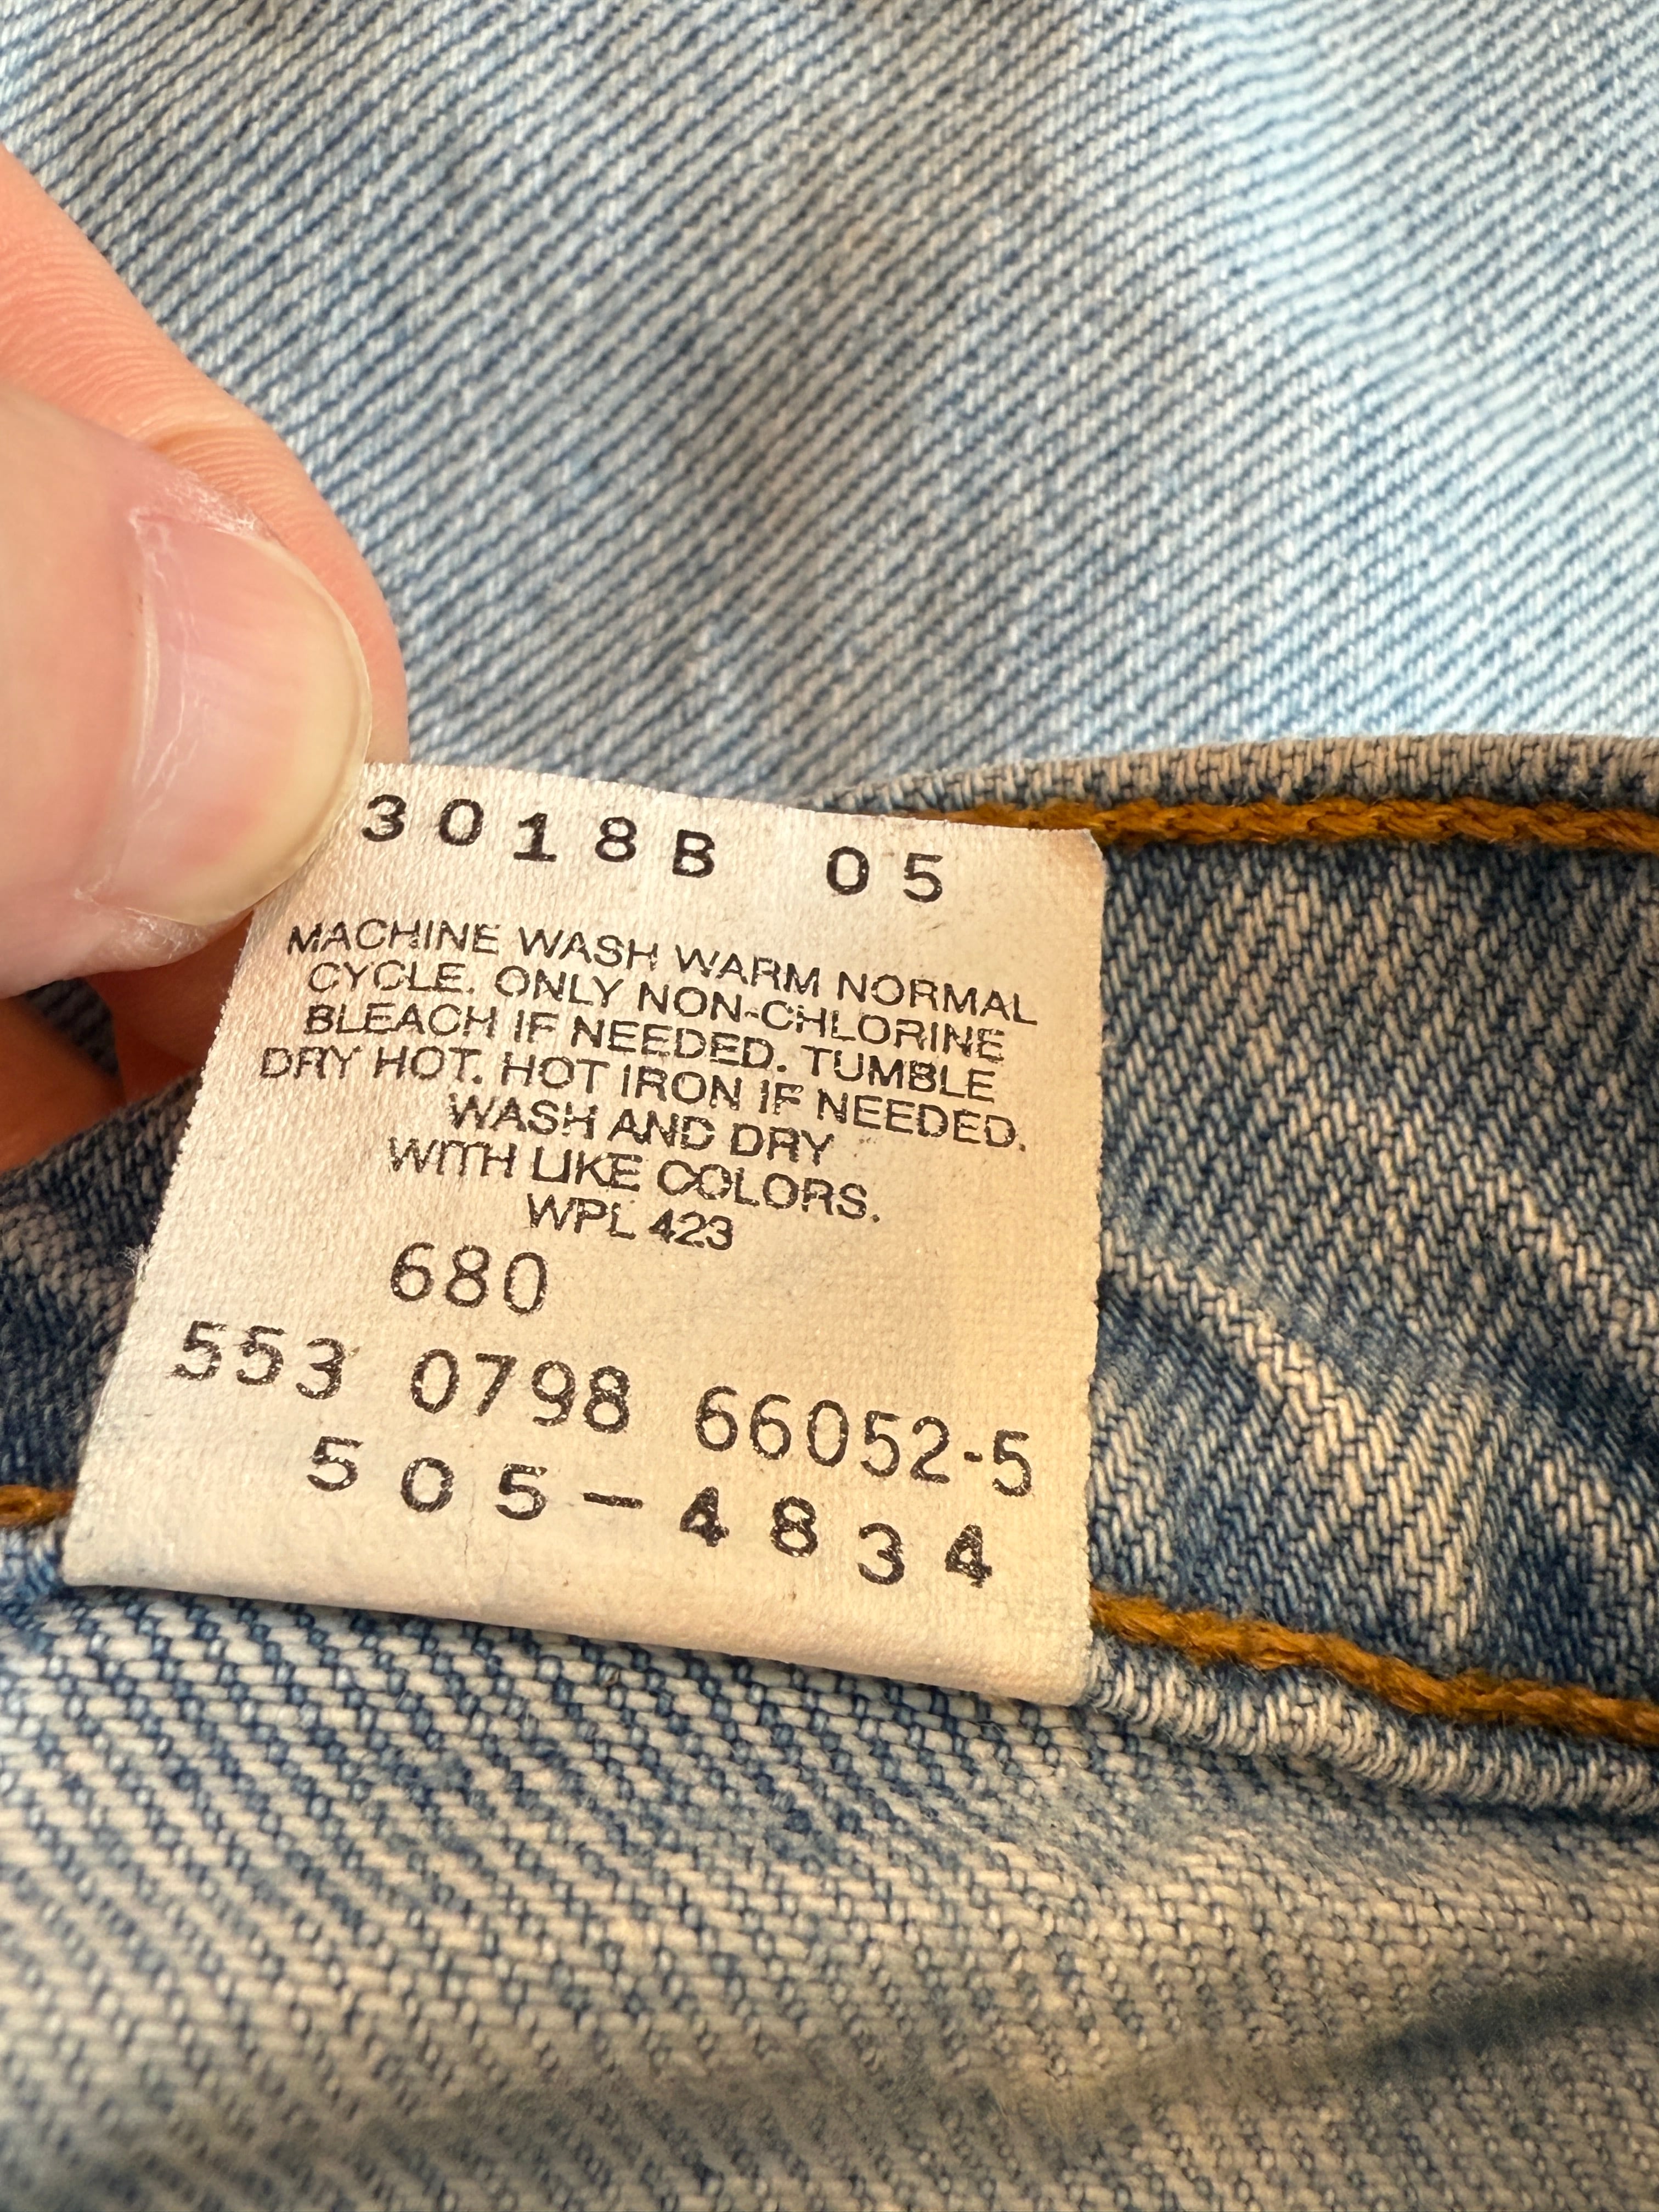 3018B 05
MACHINE WASH WARM NORMAL
CYCLE. ONLY NON-CHLORINE
BLEACH IF NEEDED. TUMBLE
DRY HOT. HOT IRON IF NEEDED.
WASH AND DRY
WITH LIKE COLORS.
WPL 423
680
553 0798 66052-5
505-4834